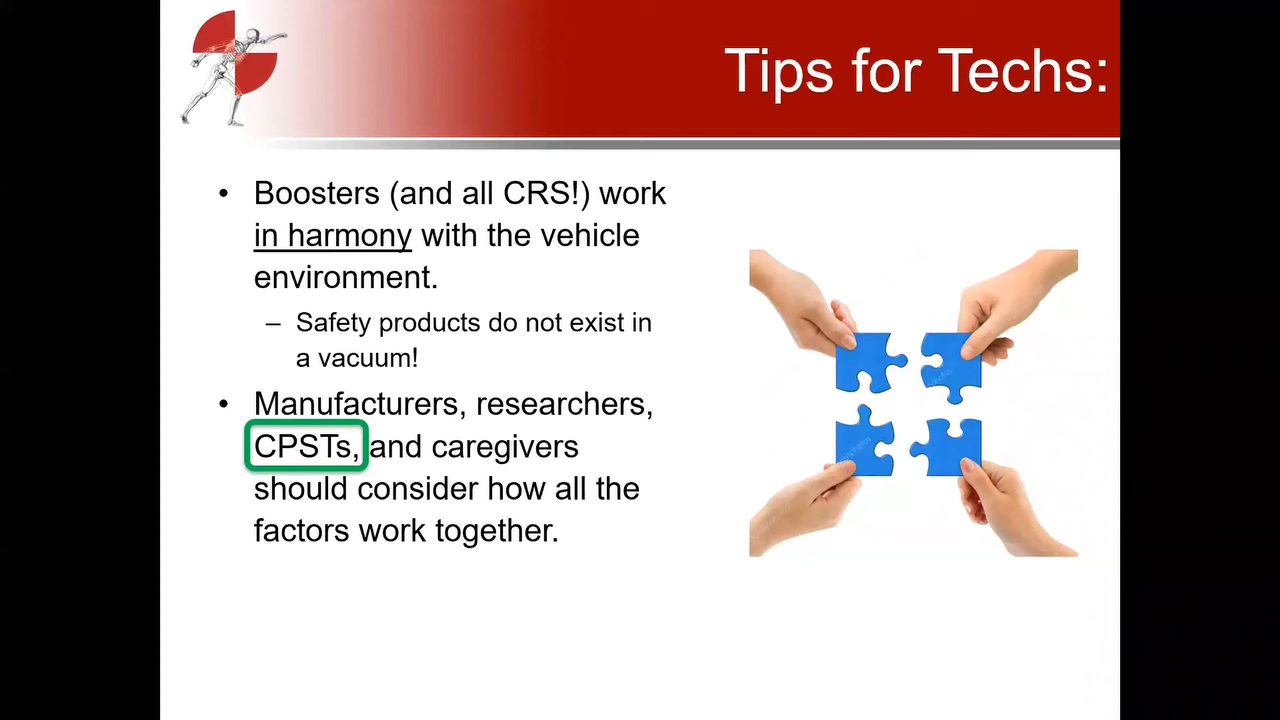 Tips for Techs:
• Boosters (and all CRS!) work
in harmony with the vehicle
environment.
– Safety products do not exist in
a vacuum!
• Manufacturers, researchers,
CPSTs, and caregivers
should consider how all the
factors work together.